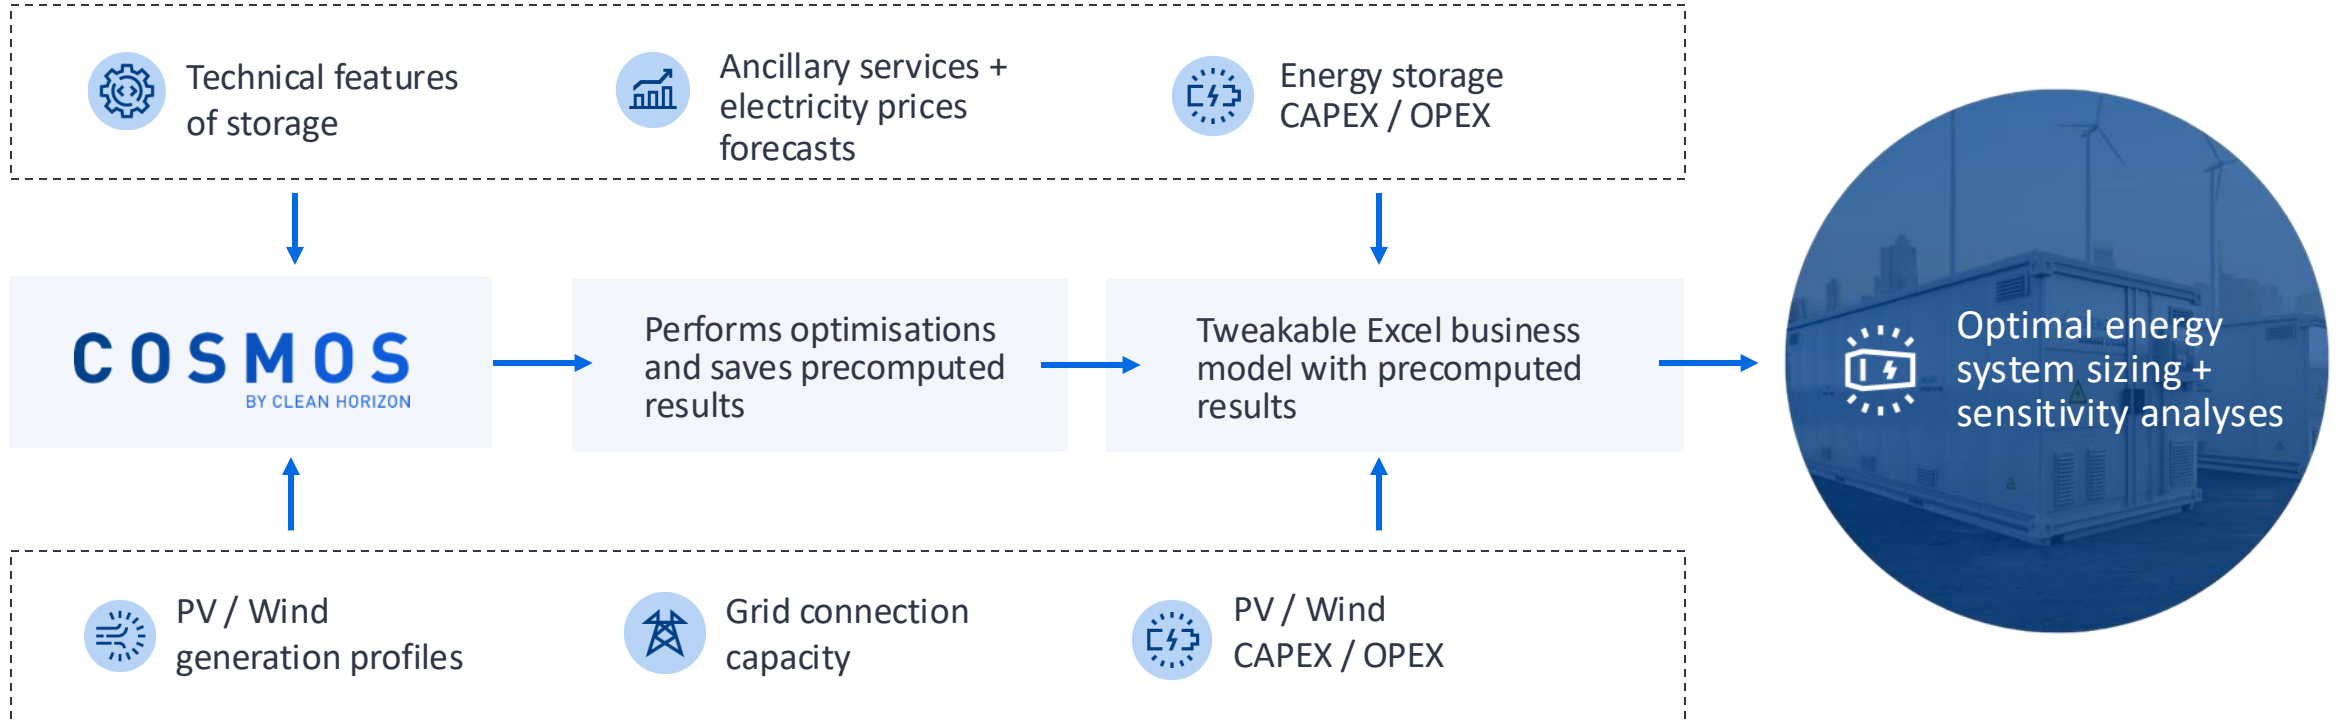 Technical features
of storage
Ancillary services +
electricity prices
forecasts
Energy storage
CAPEX / OPEX
COSMOS
BY CLEAN HORIZON
Performs optimisations
and saves precomputed
results
Tweakable Excel business
model with precomputed
results
Optimal energy
system sizing +
sensitivity analyses
PV / Wind
generation profiles
Grid connection
capacity
PV / Wind
CAPEX / OPEX